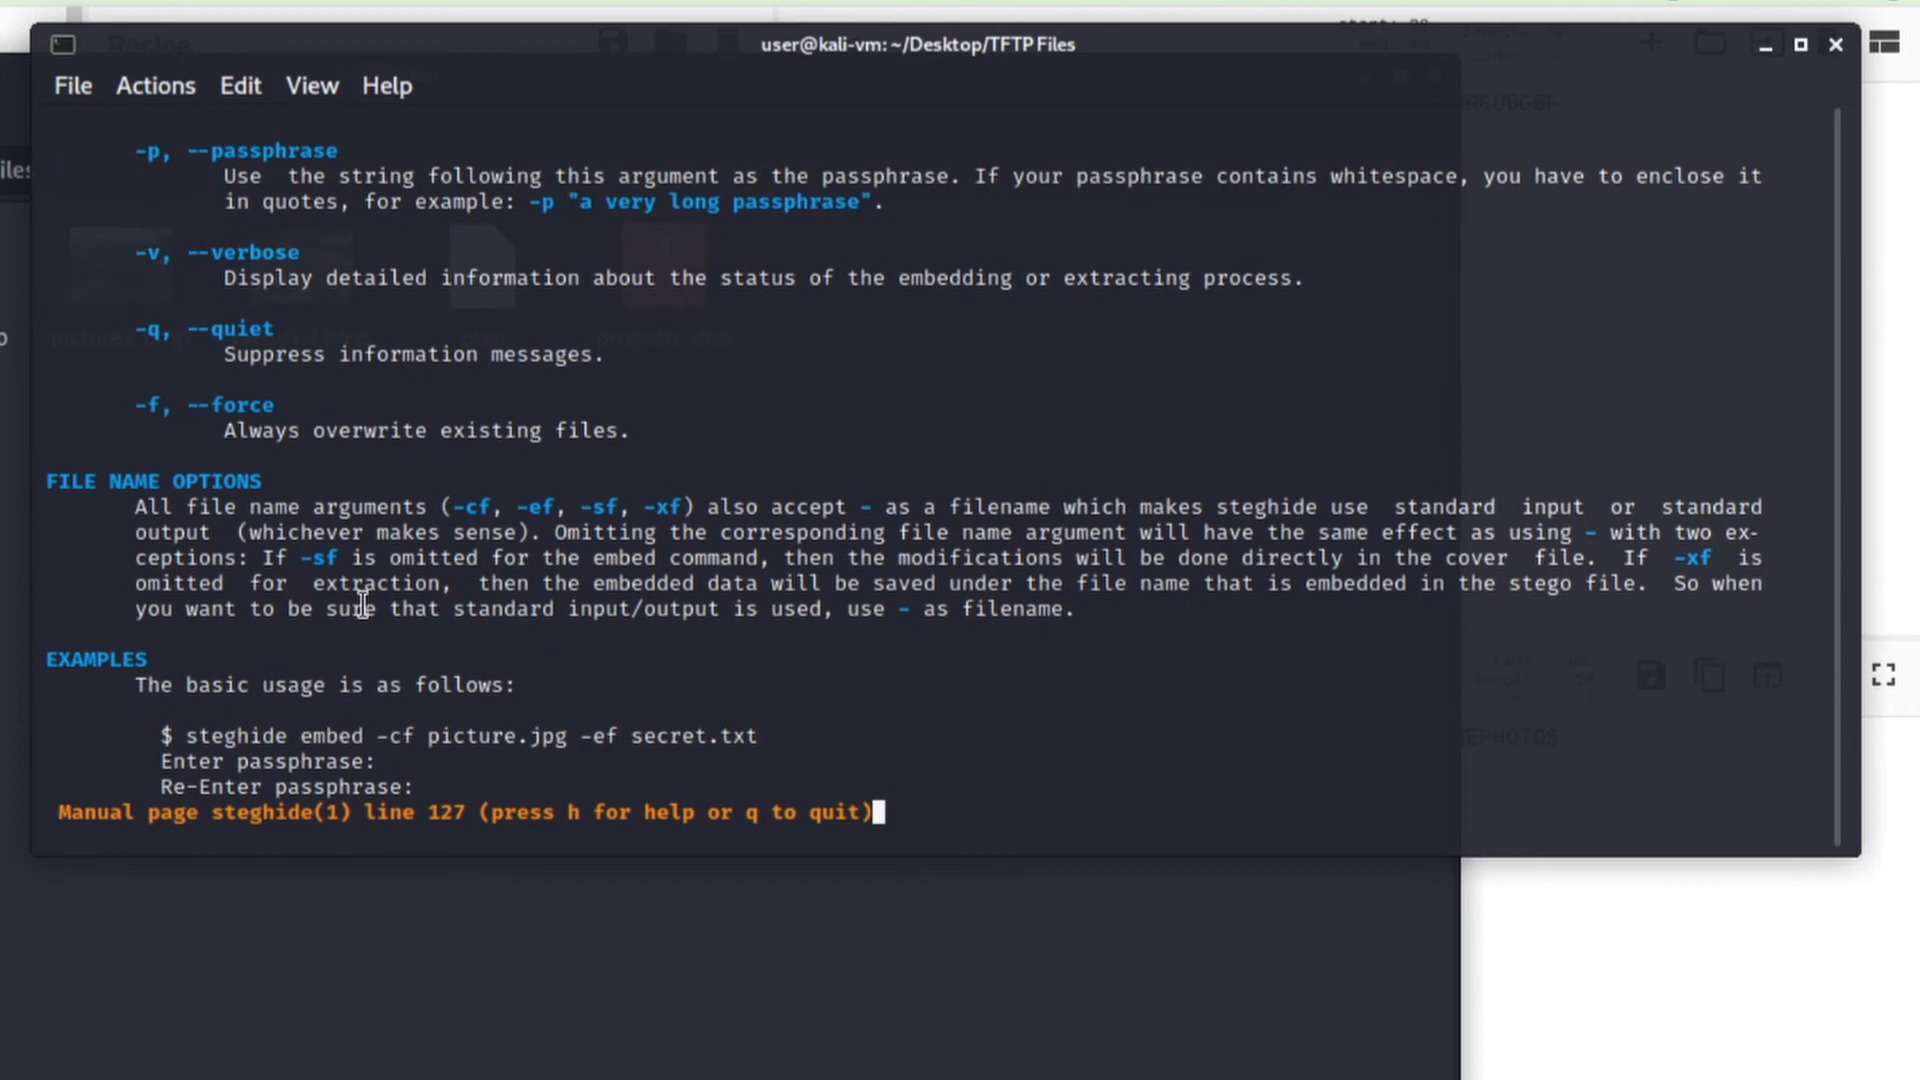 Recipe
user@kali-vm: ~/Desktop/TFTP Files
File Actions Edit View Help
-p, --passphrase
Use the string following this argument as the passphrase. If your passphrase contains whitespace, you have to enclose it
in quotes, for example: -p "a very long passphrase".
-v, --verbose
Display detailed information about the status of the embedding or extracting process.
-q, --quiet
Suppress information messages.
-f, --force
Always overwrite existing files.
FILE NAME OPTIONS
All file name arguments (-cf, -ef, -sf, -xf) also accept - as a filename which makes steghide use standard input or standard
output (whichever makes sense). Omitting the corresponding file name argument will have the same effect as using - with two ex-
ceptions: If -sf is omitted for the embed command, then the modifications will be done directly in the cover file. If -xf is
omitted for extraction, then the embedded data will be saved under the file name that is embedded in the stego file. So when
you want to be sure that standard input/output is used, use - as filename.
EXAMPLES
The basic usage is as follows:
$ steghide embed -cf picture.jpg -ef secret.txt
Enter passphrase:
Re-Enter passphrase:
Manual page steghide(1) line 127 (press h for help or q to quit)